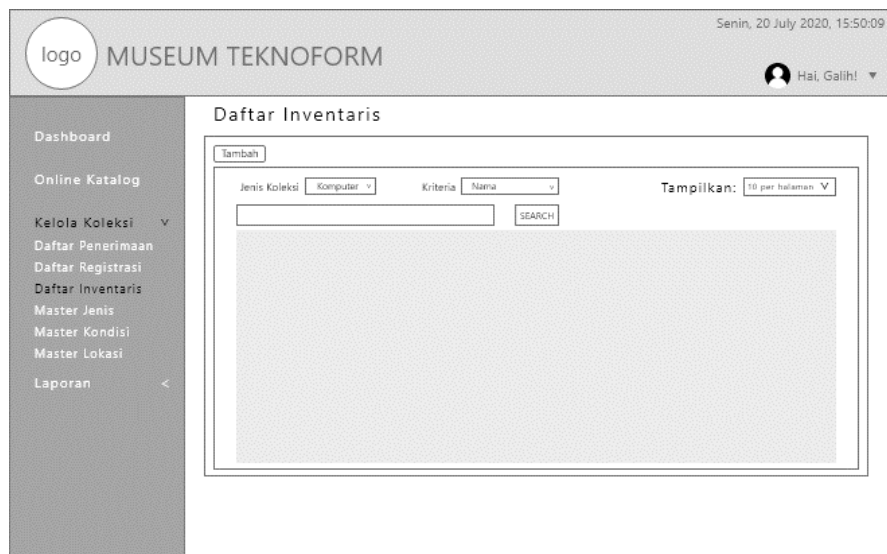 Senin, 20 July 2020, 15:50:09
logo
MUSEUM TEKNOFORM
Hai, Galih! ▼
Dashboard
Online Katalog
Kelola Koleksi v
Daftar Penerimaan
Daftar Registrasi
Daftar Inventaris
Master Jenis
Master Kondisi
Master Lokasi
Laporan <
Daftar Inventaris
Tambah
Jenis Koleksi Komputer v Kriteria Nama v Tampilkan: 10 per halaman V
SEARCH